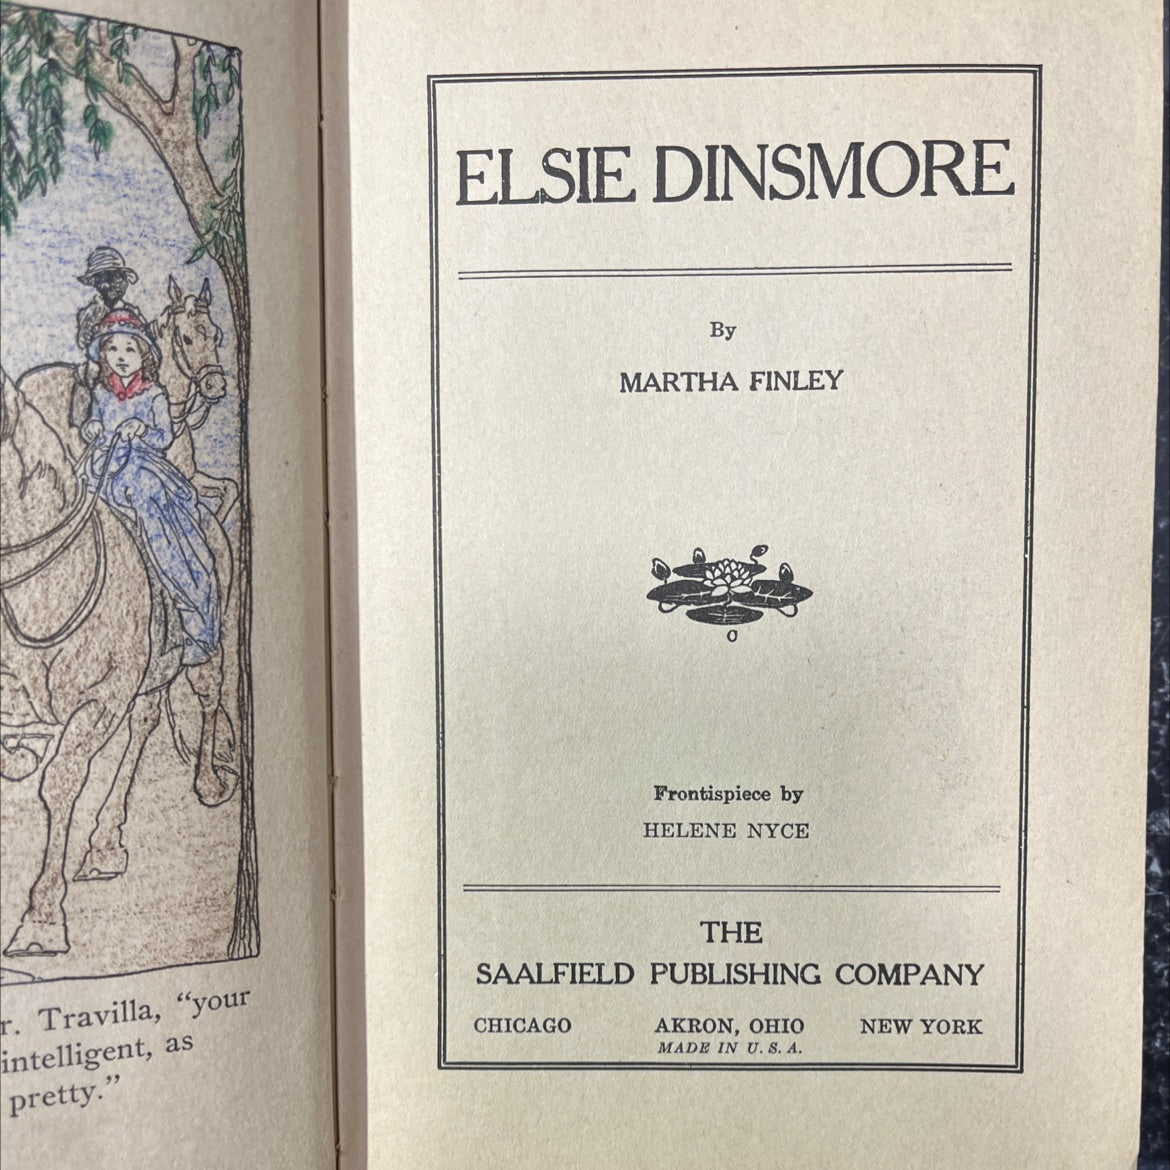 r. Travilla, "your
intelligent, as
pretty."
ELSIE DINSMORE
By
MARTHA FINLEY
Frontispiece by
HELENE NYCE
THE
SAALFIELD PUBLISHING COMPANY
CHICAGO AKRON, OHIO NEW YORK
MADE IN U. S. A.